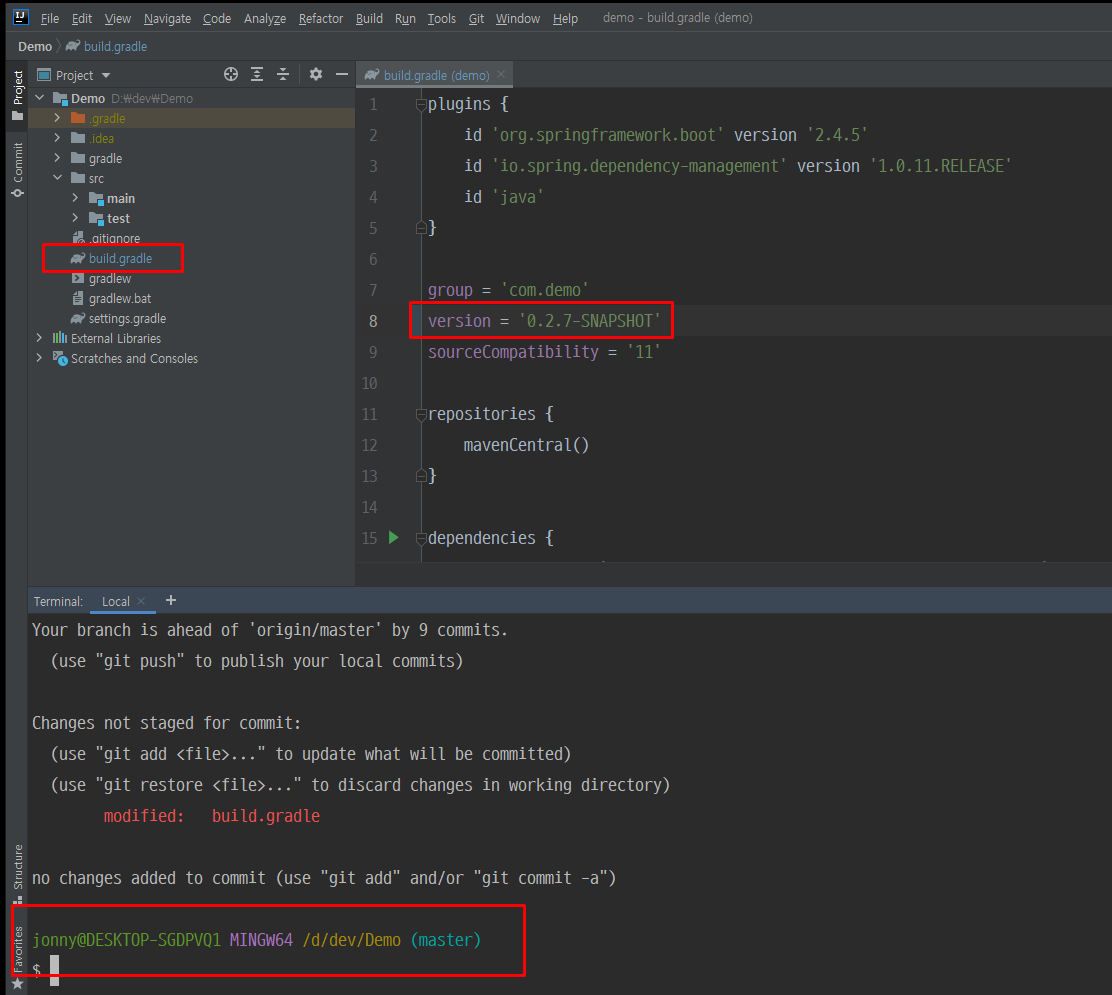 File Edit View Navigate Code Analyze Refactor Build Run Tools Git Window Help demo - build.gradle (demo)
Demo build.gradle
Project
Commit
Structure
Favorites
Project
Demo D:₩dev₩Demo
.gradle
.idea
gradle
src
main
test
.gitignore
build.gradle
gradlew
gradlew.bat
settings.gradle
External Libraries
Scratches and Consoles
build.gradle (demo)
1 plugins {
2 id 'org.springframework.boot' version '2.4.5'
3 id 'io.spring.dependency-management' version '1.0.11.RELEASE'
4 id 'java'
5 }
6
7 group = 'com.demo'
8 version = '0.2.7-SNAPSHOT'
9 sourceCompatibility = '11'
10
11 repositories {
12 mavenCentral()
13 }
14
15 dependencies {
Terminal: Local +
Your branch is ahead of 'origin/master' by 9 commits.
(use "git push" to publish your local commits)
Changes not staged for commit:
(use "git add <file>..." to update what will be committed)
(use "git restore <file>..." to discard changes in working directory)
modified: build.gradle
no changes added to commit (use "git add" and/or "git commit -a")
jonny@DESKTOP-SGDPVQ1 MINGW64 /d/dev/Demo (master)
$